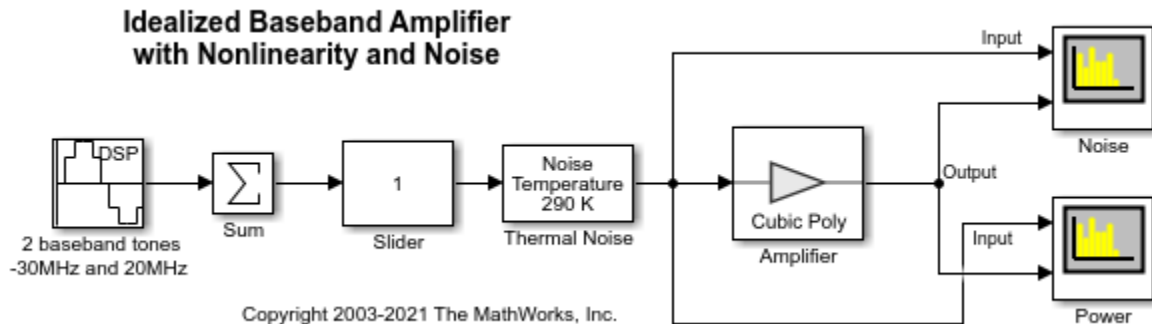 Idealized Baseband Amplifier
with Nonlinearity and Noise
Input
DSP
1
Noise
Temperature
290 K
Noise
Output
Cubic Poly
Sum
Slider
Thermal Noise
Amplifier
Input
2 baseband tones
-30MHz and 20MHz
Copyright 2003-2021 The MathWorks, Inc.
Power